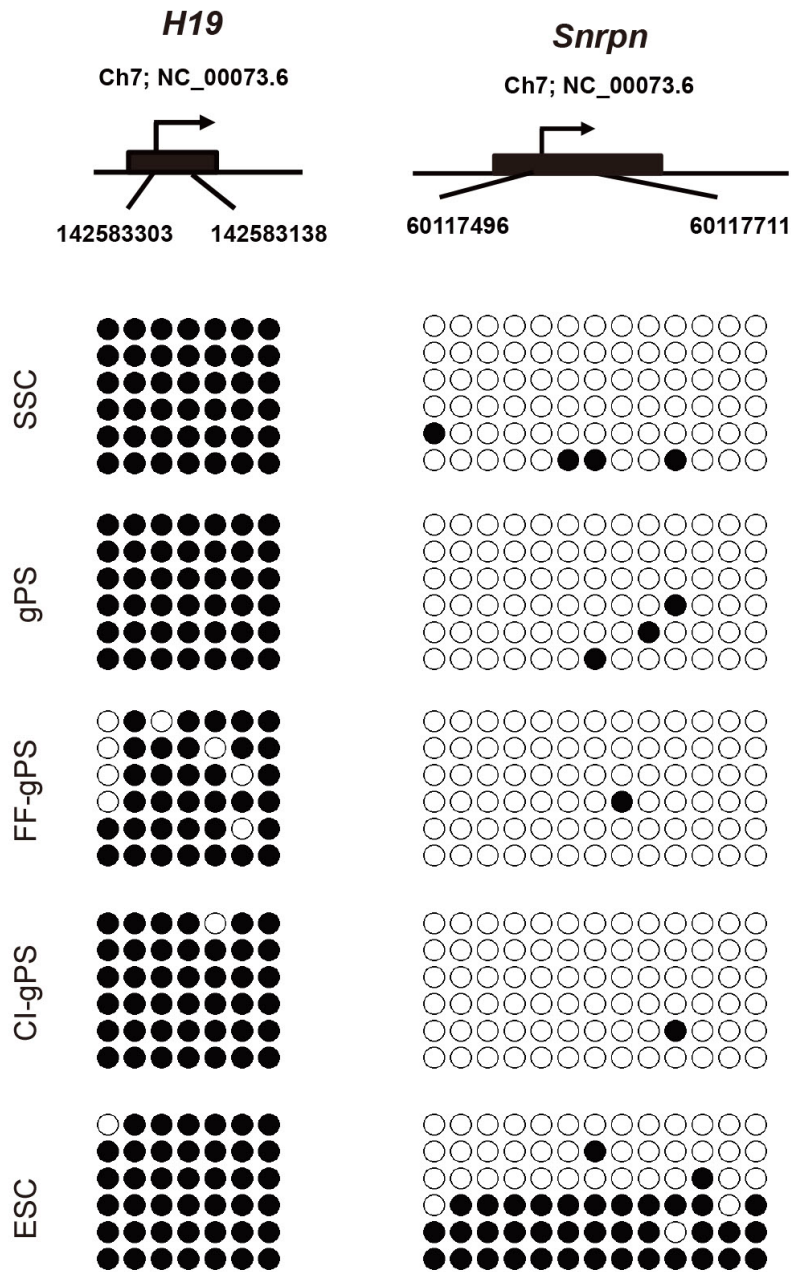 H19
Snrpn
Ch7; NC_00073.6
Ch7; NC_00073.6
142583303
142583138
60117496
60117711
SSC
gPS
FF-gPS
CI-gPS
ESC